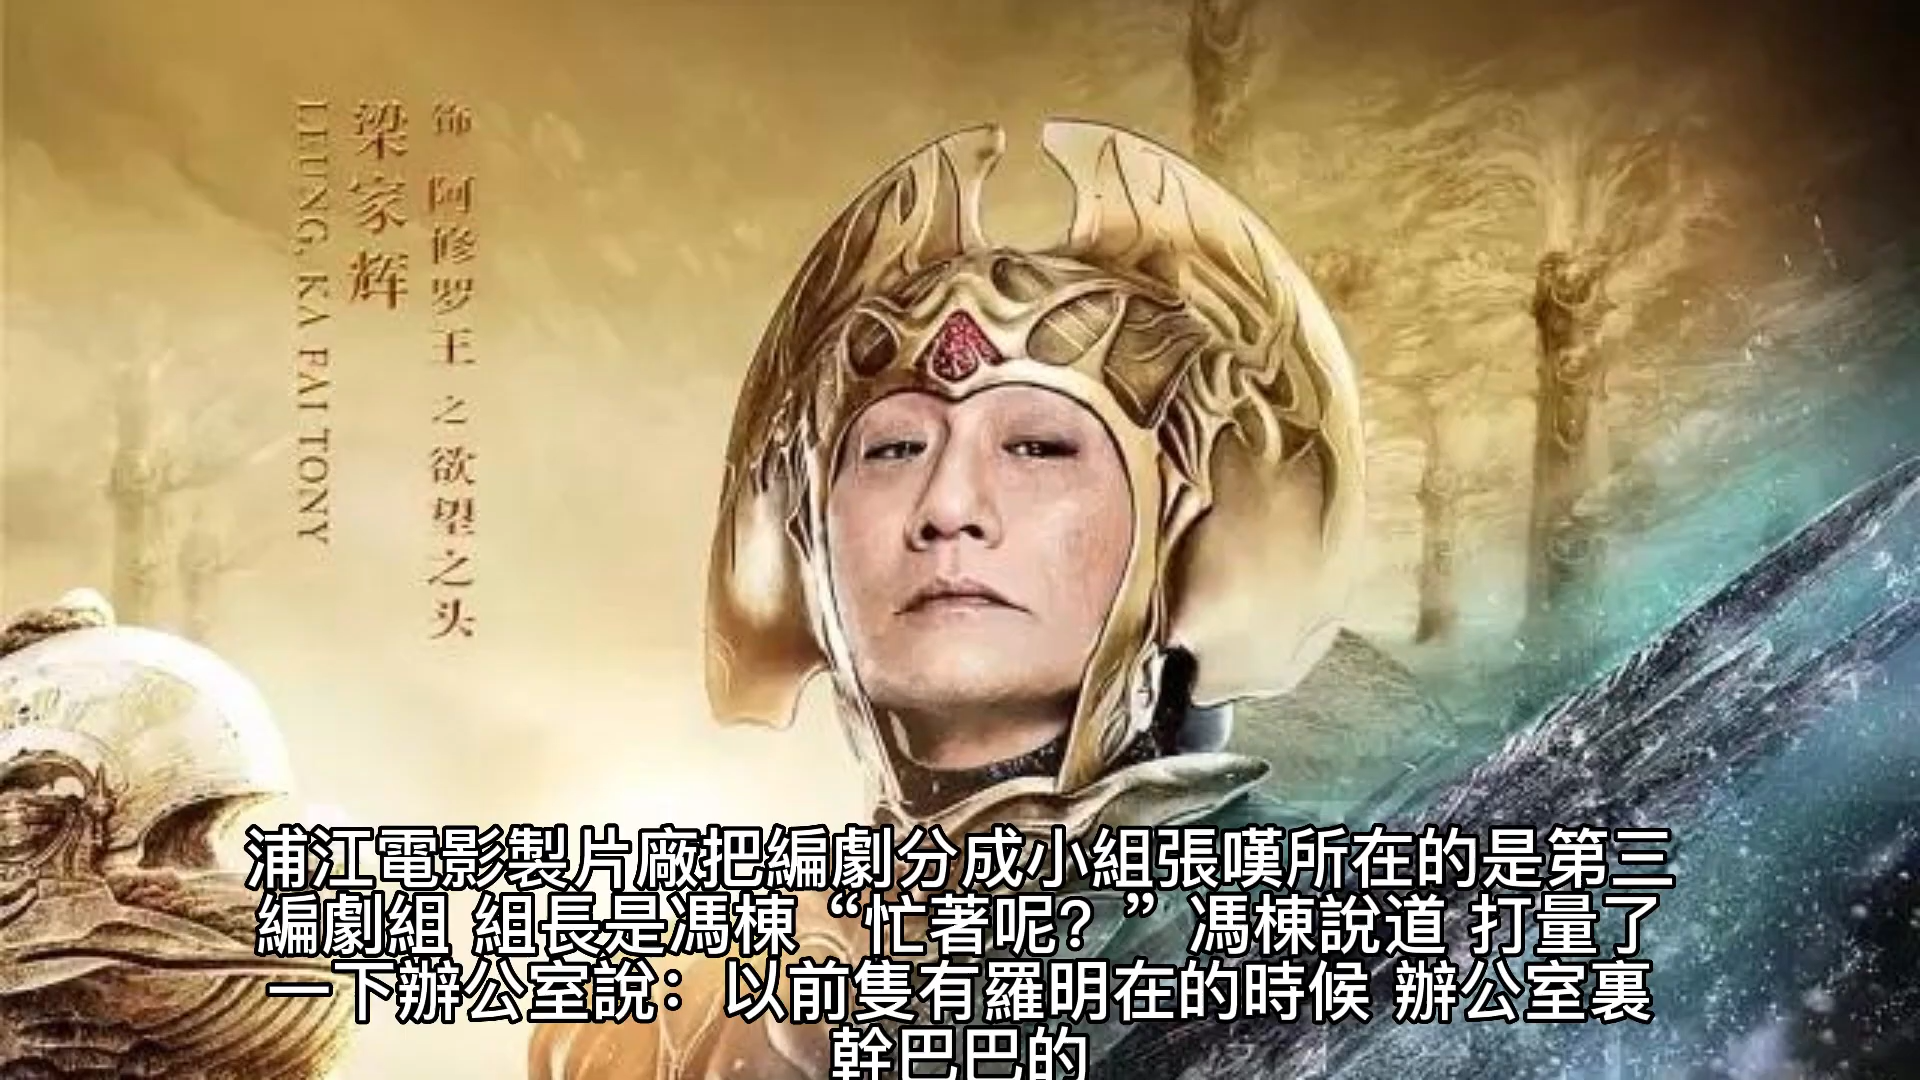 饰 阿修罗王 之 欲望之头
梁家辉
LEUNG, KA FAI TONY
浦江電影製片廠把編劇分成小組張嘆所在的是第三
編劇組 組長是馮棟“忙著呢？”馮棟說道 打量了
一下辦公室說：以前隻有羅明在的時候 辦公室裏
幹巴巴的